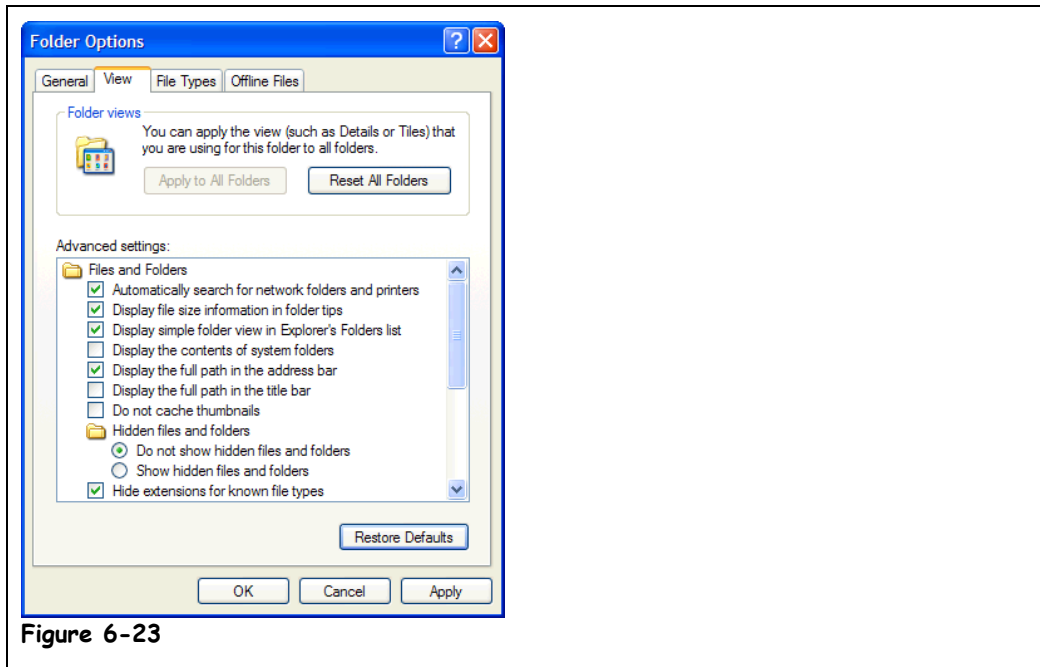 Folder Options
General View File Types Offline Files
Folder views
You can apply the view (such as Details or Tiles) that
you are using for this folder to all folders.
Apply to All Folders Reset All Folders
Advanced settings:
Files and Folders
Automatically search for network folders and printers
Display file size information in folder tips
Display simple folder view in Explorer's Folders list
Display the contents of system folders
Display the full path in the address bar
Display the full path in the title bar
Do not cache thumbnails
Hidden files and folders
Do not show hidden files and folders
Show hidden files and folders
Hide extensions for known file types
Restore Defaults
OK Cancel Apply
Figure 6-23